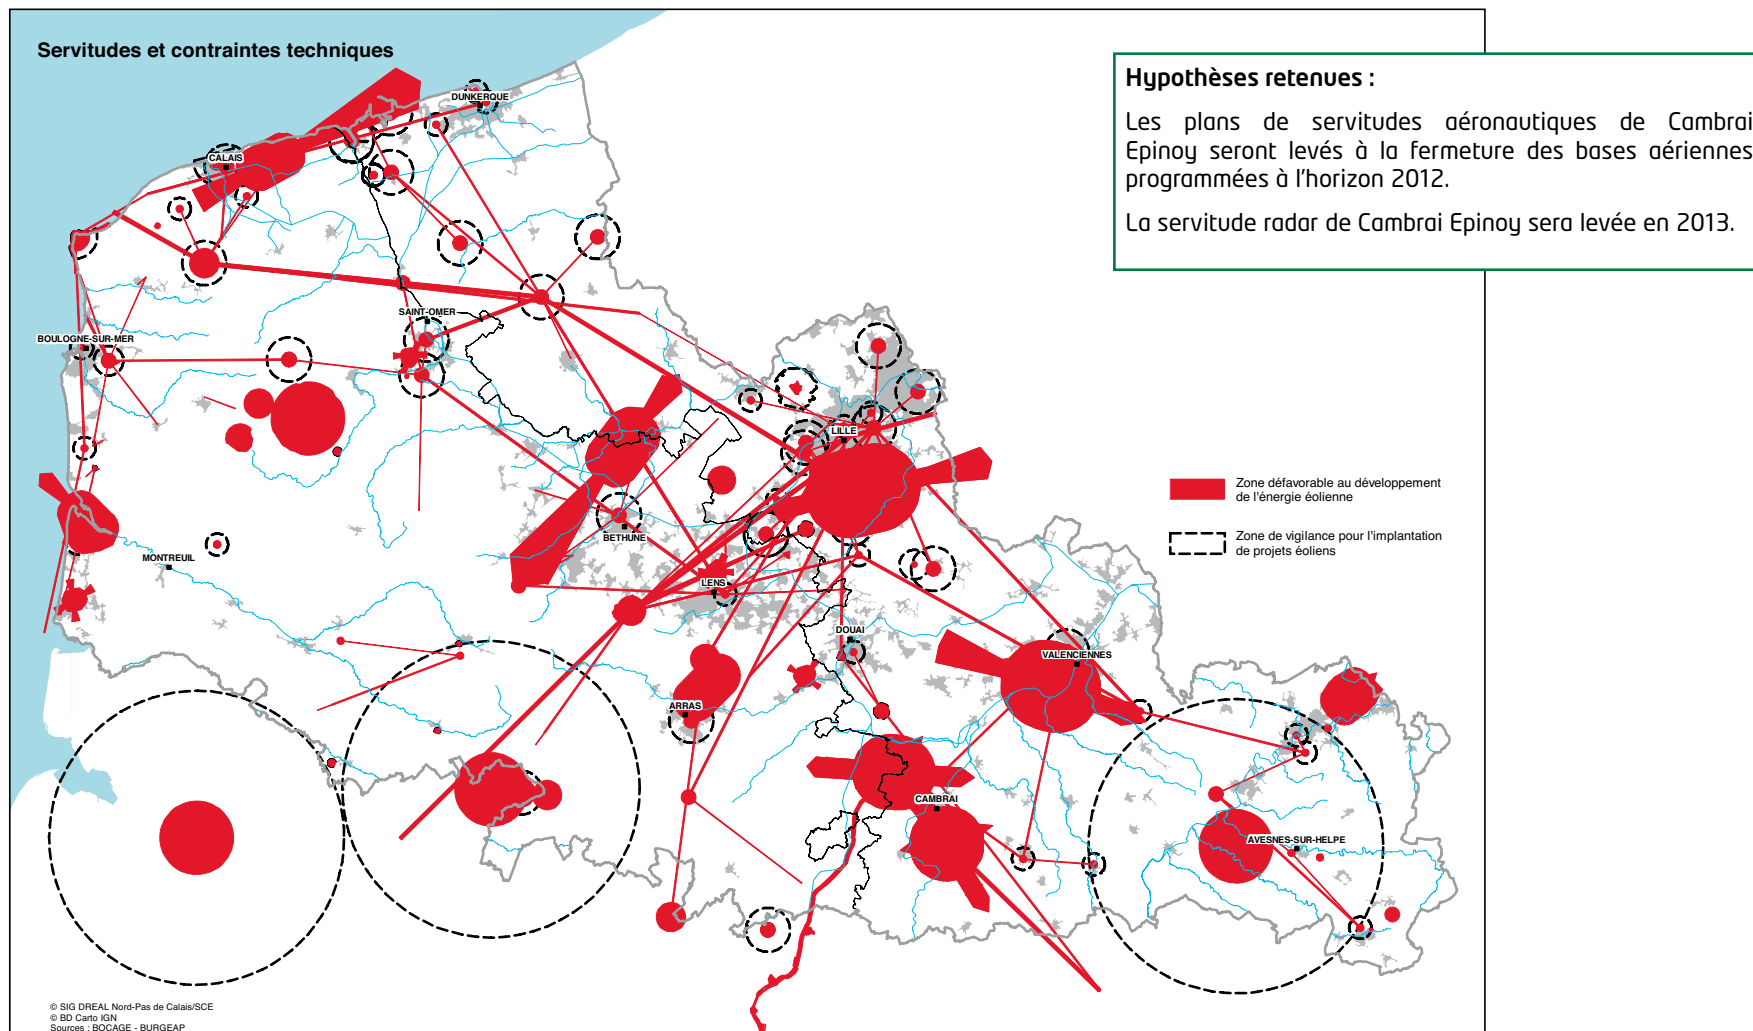 Servitudes et contraintes techniques
Hypothèses retenues :
Les plans de servitudes aéronautiques de Cambrai
Epinoy seront levés à la fermeture des bases aériennes
programmées à l'horizon 2012.
La servitude radar de Cambrai Epinoy sera levée en 2013.
DUNKERQUE
CALAIS
SAINT-OMER
BOULOGNE-SUR-MER
LILLE
Zone défavorable au développement
de l'énergie éolienne
Zone de vigilance pour l'implantation
de projets éoliens
BETHUNE
MONTREUIL
LENS
DOUAI
VALENCIENNES
ARRAS
CAMBRAI
AVESNES-SUR-HELPE
© SIG DREAL Nord-Pas de Calais/SCE
© BD Carto IGN
Sources : BOCAGE - BURGEAP